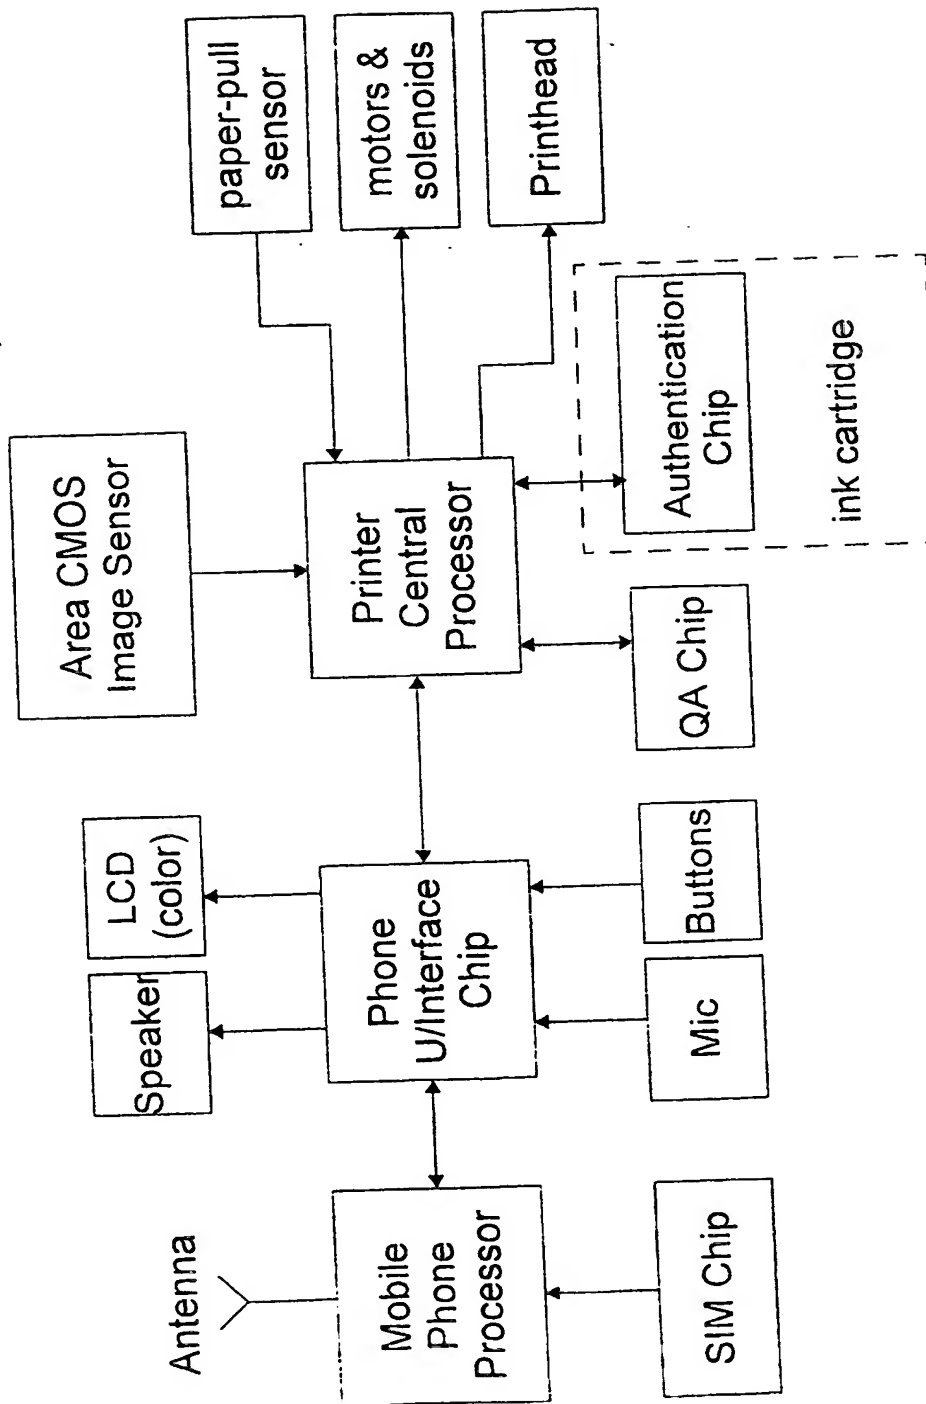 Antenna
Mobile
Phone
Processor
SIM Chip
Speaker
LCD
(color)
Phone
U/Interface
Chip
Mic
Buttons
Area CMOS
Image Sensor
Printer
Central
Processor
QA Chip
Authentication
Chip
ink cartridge
paper-pull
sensor
motors &
solenoids
Printhead